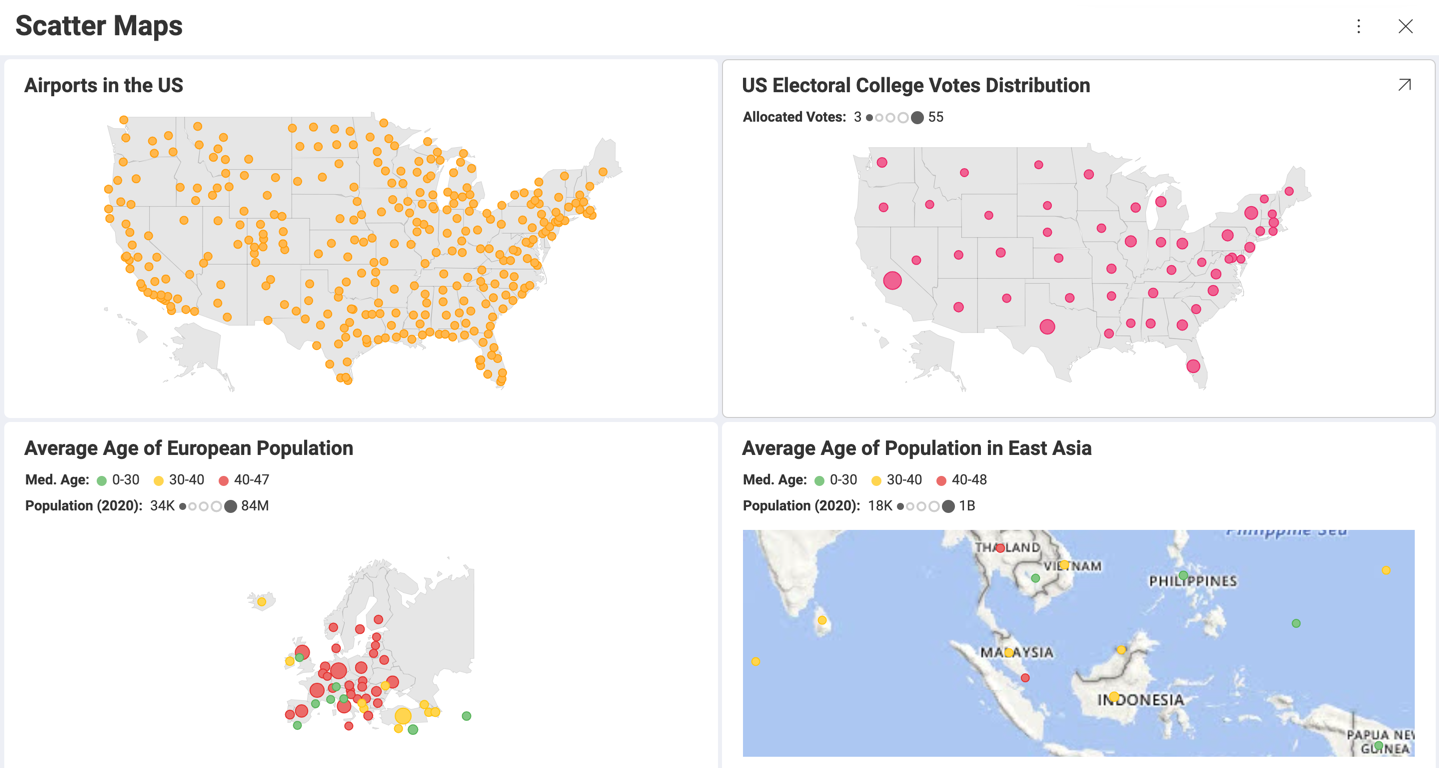 Scatter Maps
Airports in the US
US Electoral College Votes Distribution
Allocated Votes: 3 55
Average Age of European Population
Med. Age: 0-30 30-40 40-47
Population (2020): 34K 84M
Average Age of Population in East Asia
Med. Age: 0-30 30-40 40-48
Population (2020): 18K 1B
Philippine Sea
THAILAND
VIETNAM
PHILIPPINES
MALAYSIA
INDONESIA
PAPUA NEW
GUINEA